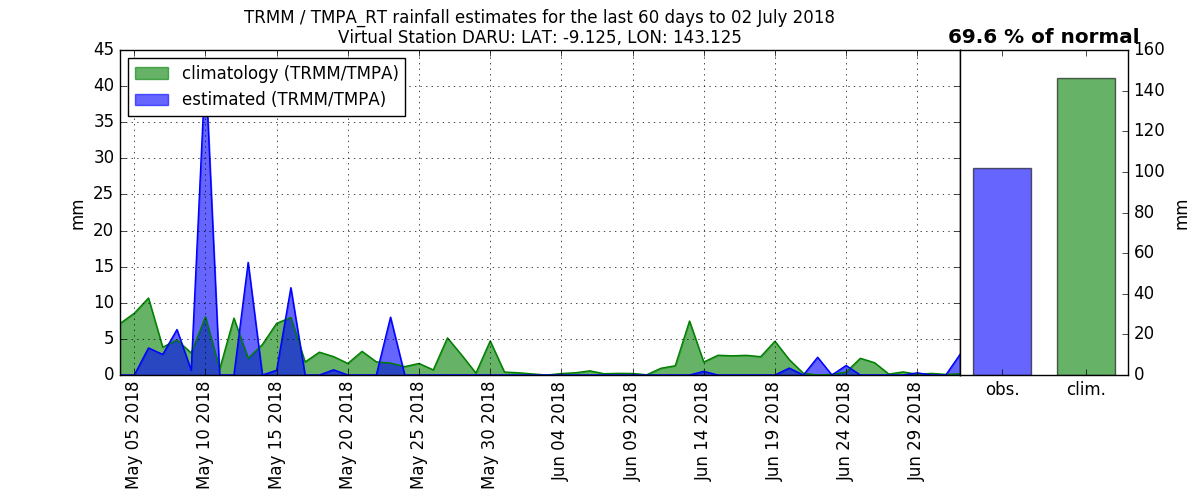 TRMM / TMPA_RT rainfall estimates for the last 60 days to 02 July 2018
Virtual Station DARU: LAT: -9.125, LON: 143.125
69.6 % of normal
climatology (TRMM/TMPA)
estimated (TRMM/TMPA)
45
40
35
30
25
20
15
10
5
0
mm
May 05 2018
May 10 2018
May 15 2018
May 20 2018
May 25 2018
May 30 2018
Jun 04 2018
Jun 09 2018
Jun 14 2018
Jun 19 2018
Jun 24 2018
Jun 29 2018
obs.
clim.
160
140
120
100
80
60
40
20
0
mm